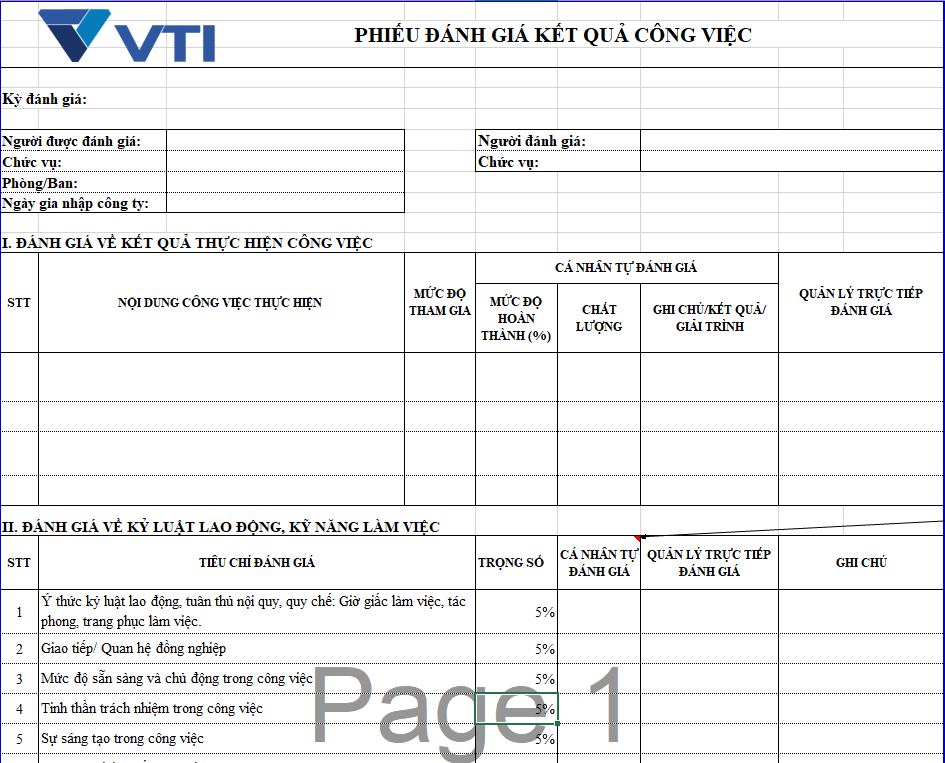 VTI
PHIẾU ĐÁNH GIÁ KẾT QUẢ CÔNG VIỆC
Kỳ đánh giá:
Người được đánh giá:
Người đánh giá:
Chức vụ:
Chức vụ:
Phòng/Ban:
Ngày gia nhập công ty:
I. ĐÁNH GIÁ VỀ KẾT QUẢ THỰC HIỆN CÔNG VIỆC
STT
NỘI DUNG CÔNG VIỆC THỰC HIỆN
MỨC ĐỘ
THAM GIA
CÁ NHÂN TỰ ĐÁNH GIÁ
MỨC ĐỘ
HOÀN
THÀNH (%)
CHẤT
LƯỢNG
GHI CHÚ/KẾT QUẢ/
GIẢI TRÌNH
QUẢN LÝ TRỰC TIẾP
ĐÁNH GIÁ
II. ĐÁNH GIÁ VỀ KỶ LUẬT LAO ĐỘNG, KỸ NĂNG LÀM VIỆC
STT
TIÊU CHÍ ĐÁNH GIÁ
TRỌNG SỐ
CÁ NHÂN TỰ
ĐÁNH GIÁ
QUẢN LÝ TRỰC TIẾP
ĐÁNH GIÁ
GHI CHÚ
1 Ý thức kỷ luật lao động, tuân thủ nội quy, quy chế: Giờ giấc làm việc, tác
phong, trang phục làm việc. 5%
2 Giao tiếp/ Quan hệ đồng nghiệp 5%
3 Mức độ sẵn sàng và chủ động trong công việc 5%
4 Tinh thần trách nhiệm trong công việc 5%
5 Sự sáng tạo trong công việc 5%
Page 1